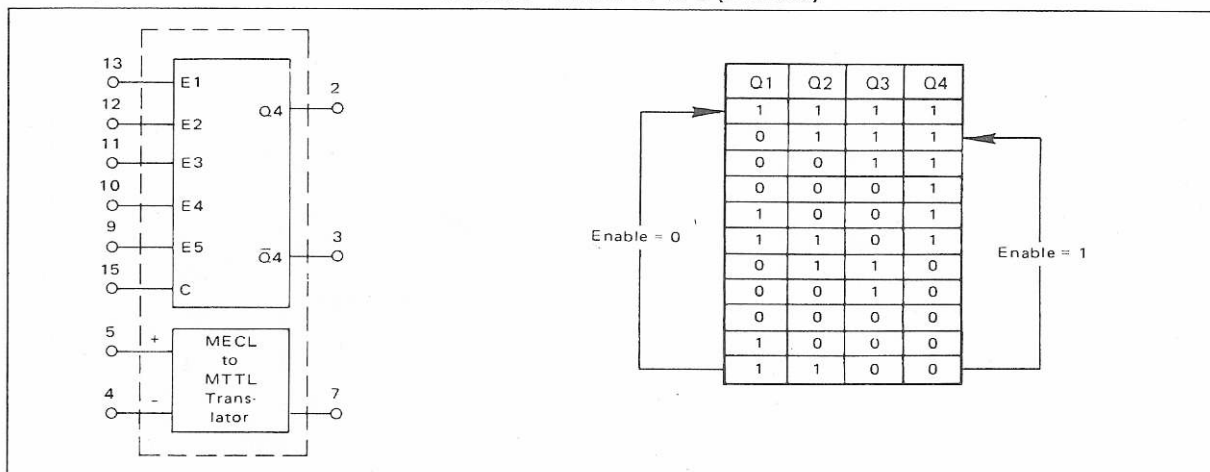 13
E1
12
E2
11
E3
10
E4
9
E5
15
C
Q4
2
Q̄4
3
5
+
4
-
MECL
to
MTTL
Trans-
lator
7
Q1 Q2 Q3 Q4
1 1 1 1
0 1 1 1
0 0 1 1
0 0 0 1
1 0 0 1
1 1 0 1
0 1 1 0
0 0 1 0
0 0 0 0
1 0 0 0
1 1 0 0
Enable = 0
Enable = 1